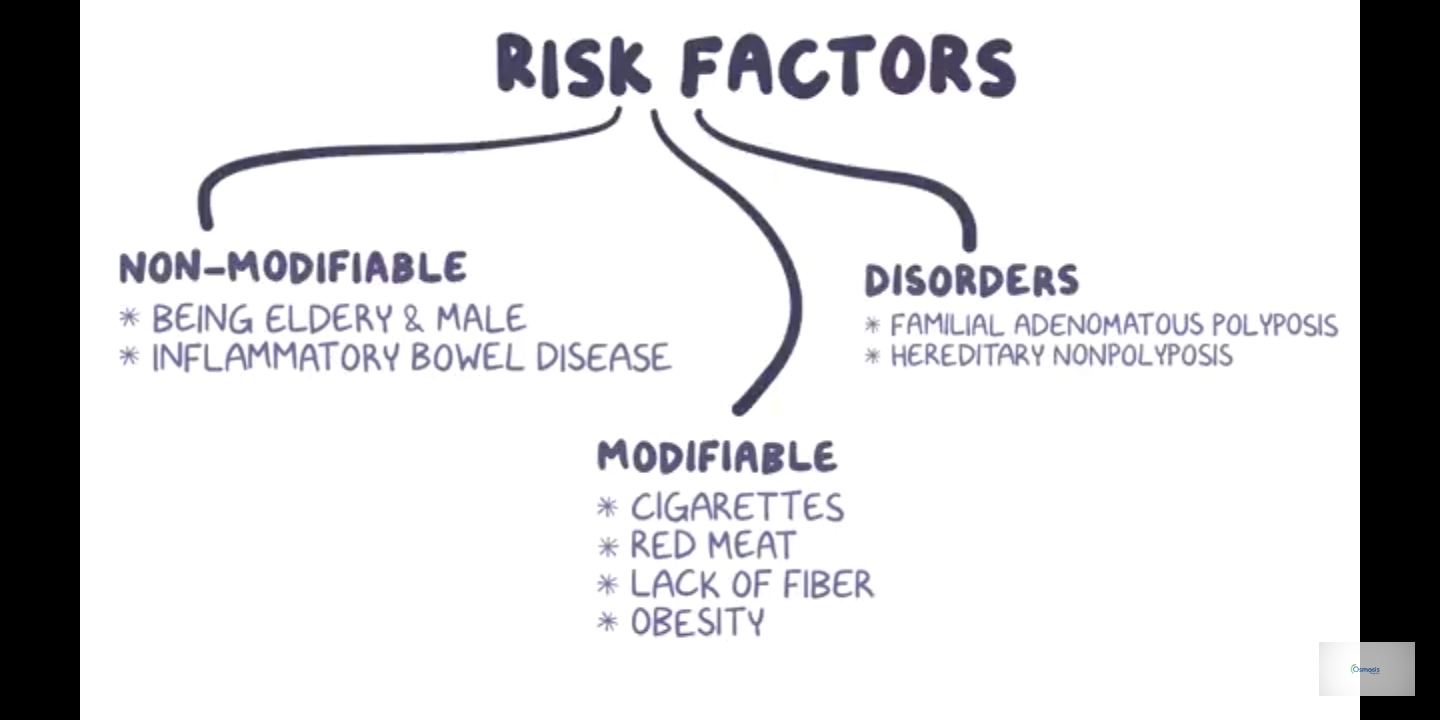 RISK FACTORS
NON-MODIFIABLE
* BEING ELDERY & MALE
* INFLAMMATORY BOWEL DISEASE
DISORDERS
* FAMILIAL ADENOMATOUS POLYPOSIS
* HEREDITARY NONPOLYPOSIS
MODIFIABLE
* CIGARETTES
* RED MEAT
* LACK OF FIBER
* OBESITY
Osmosis